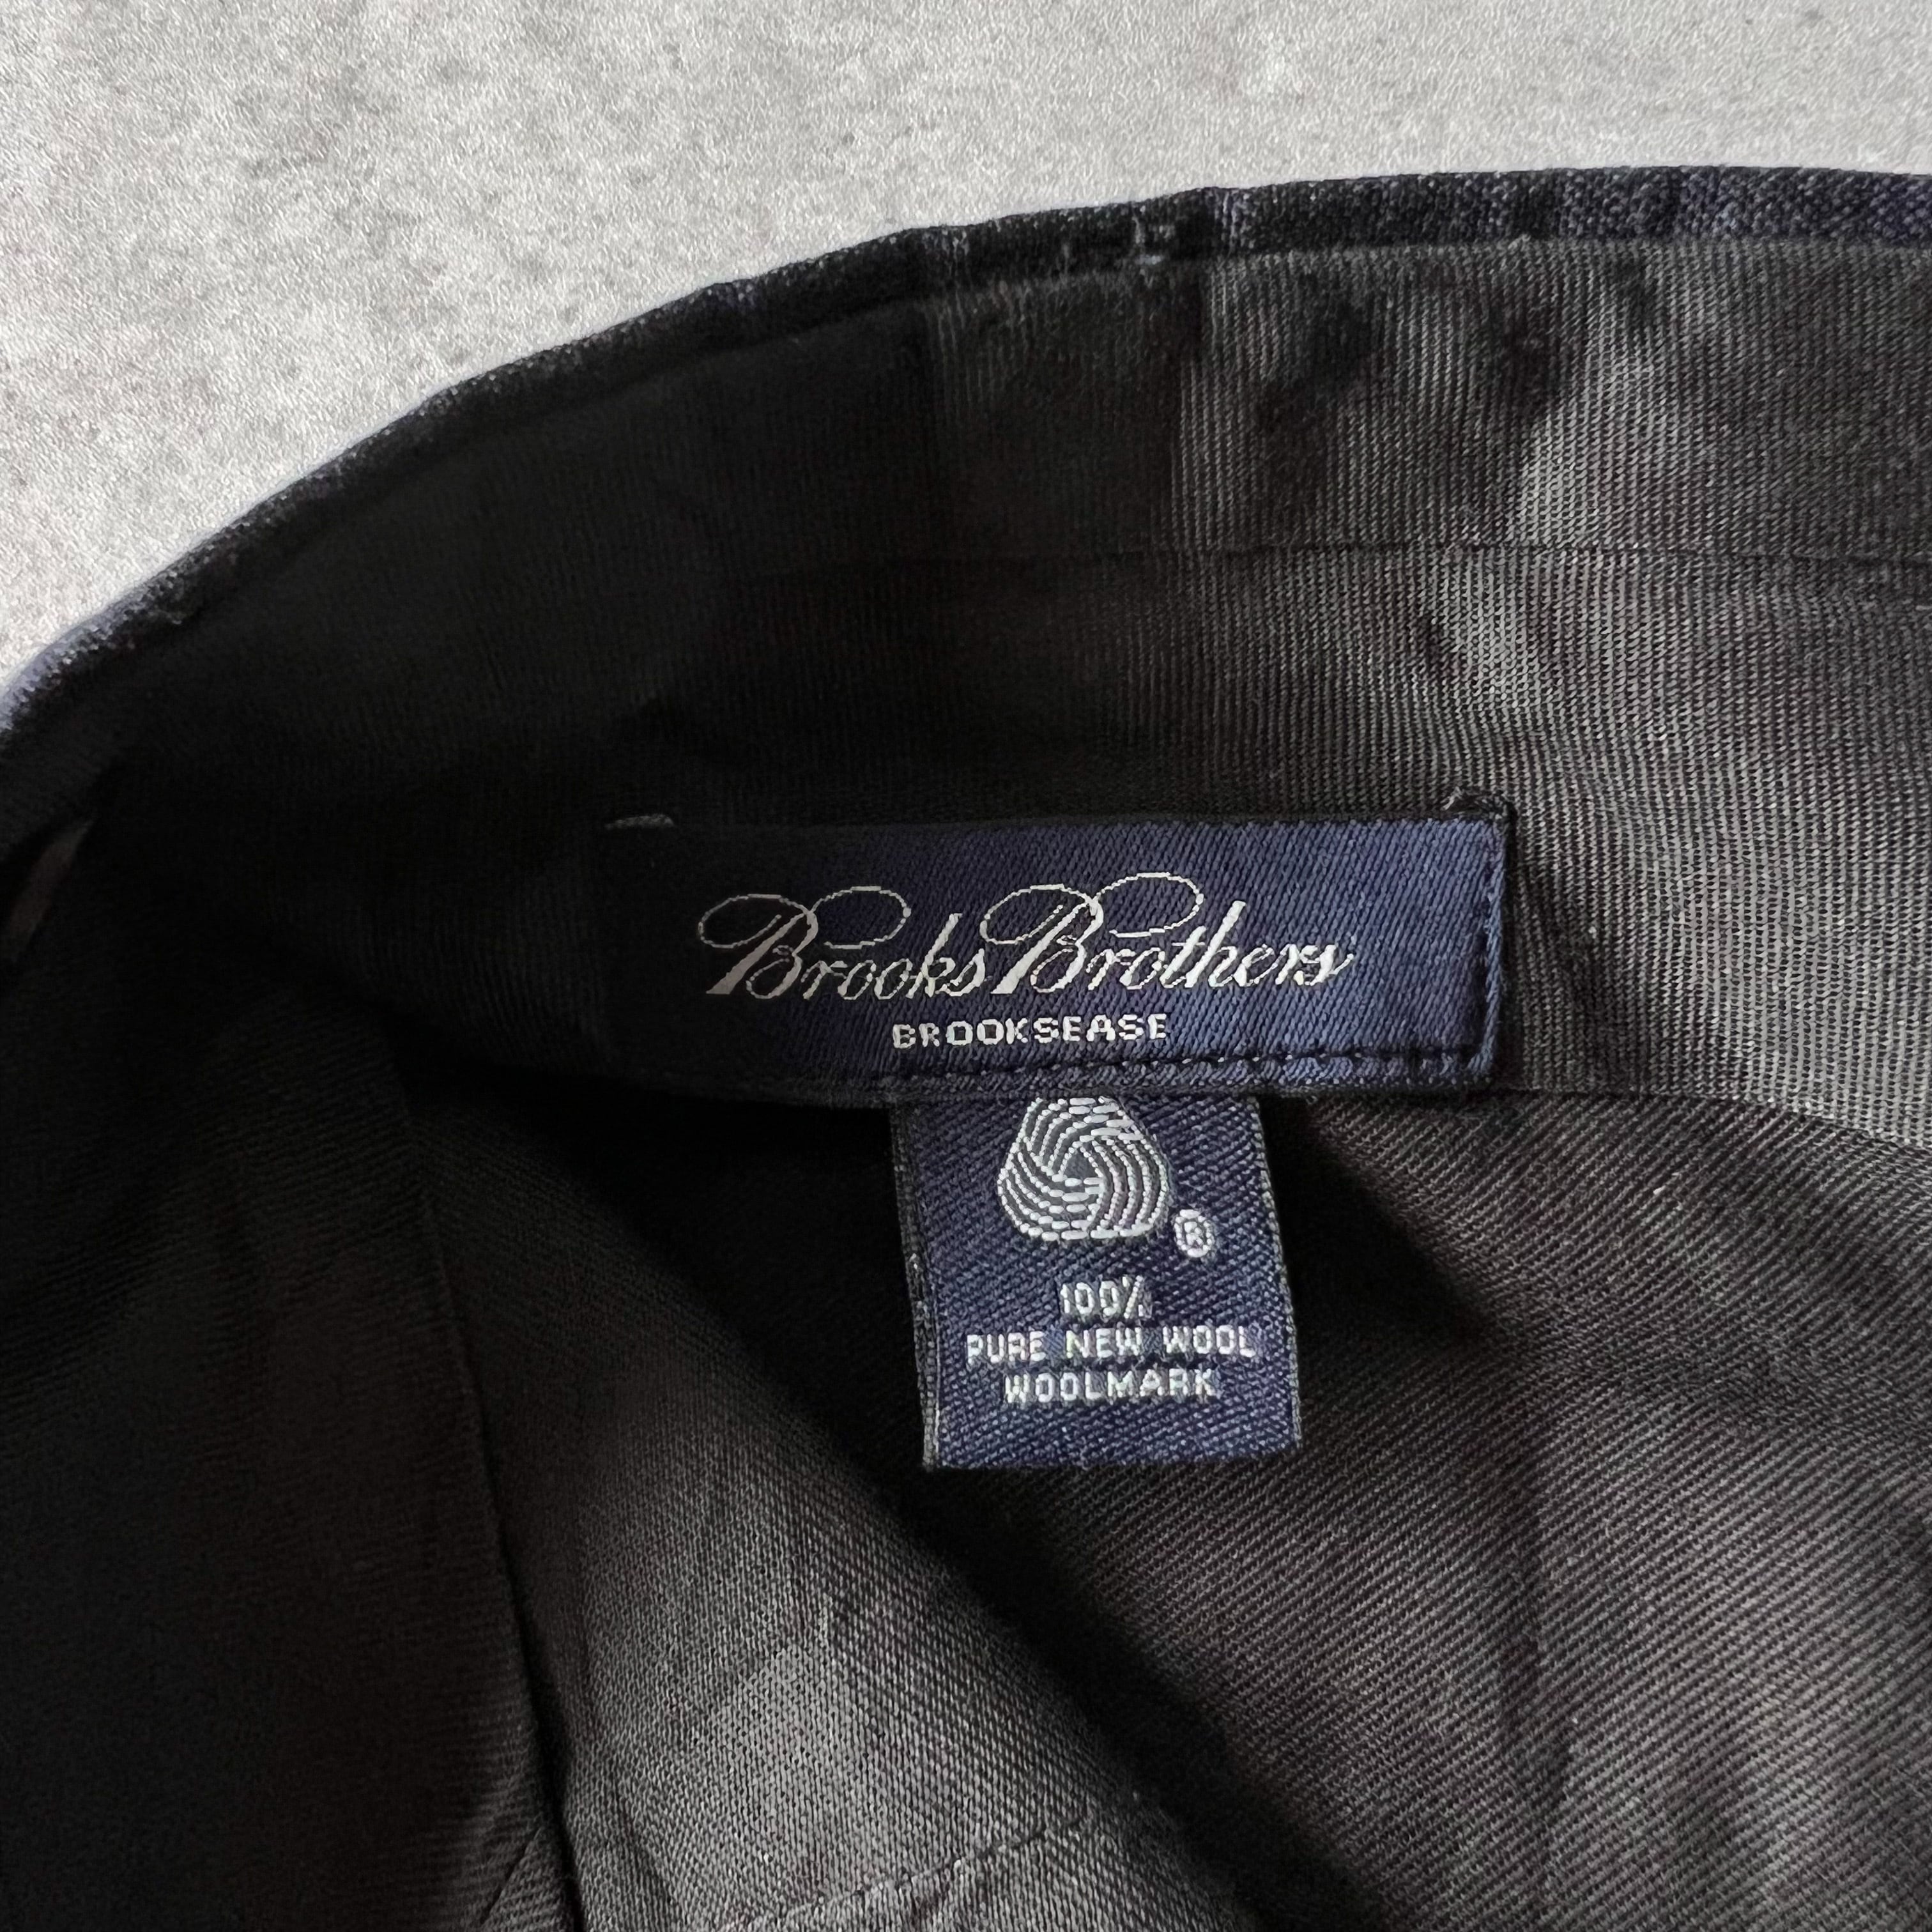 Brooks Brothers
BROOKSEASE
®
100%
PURE NEW WOOL
WOOLMARK